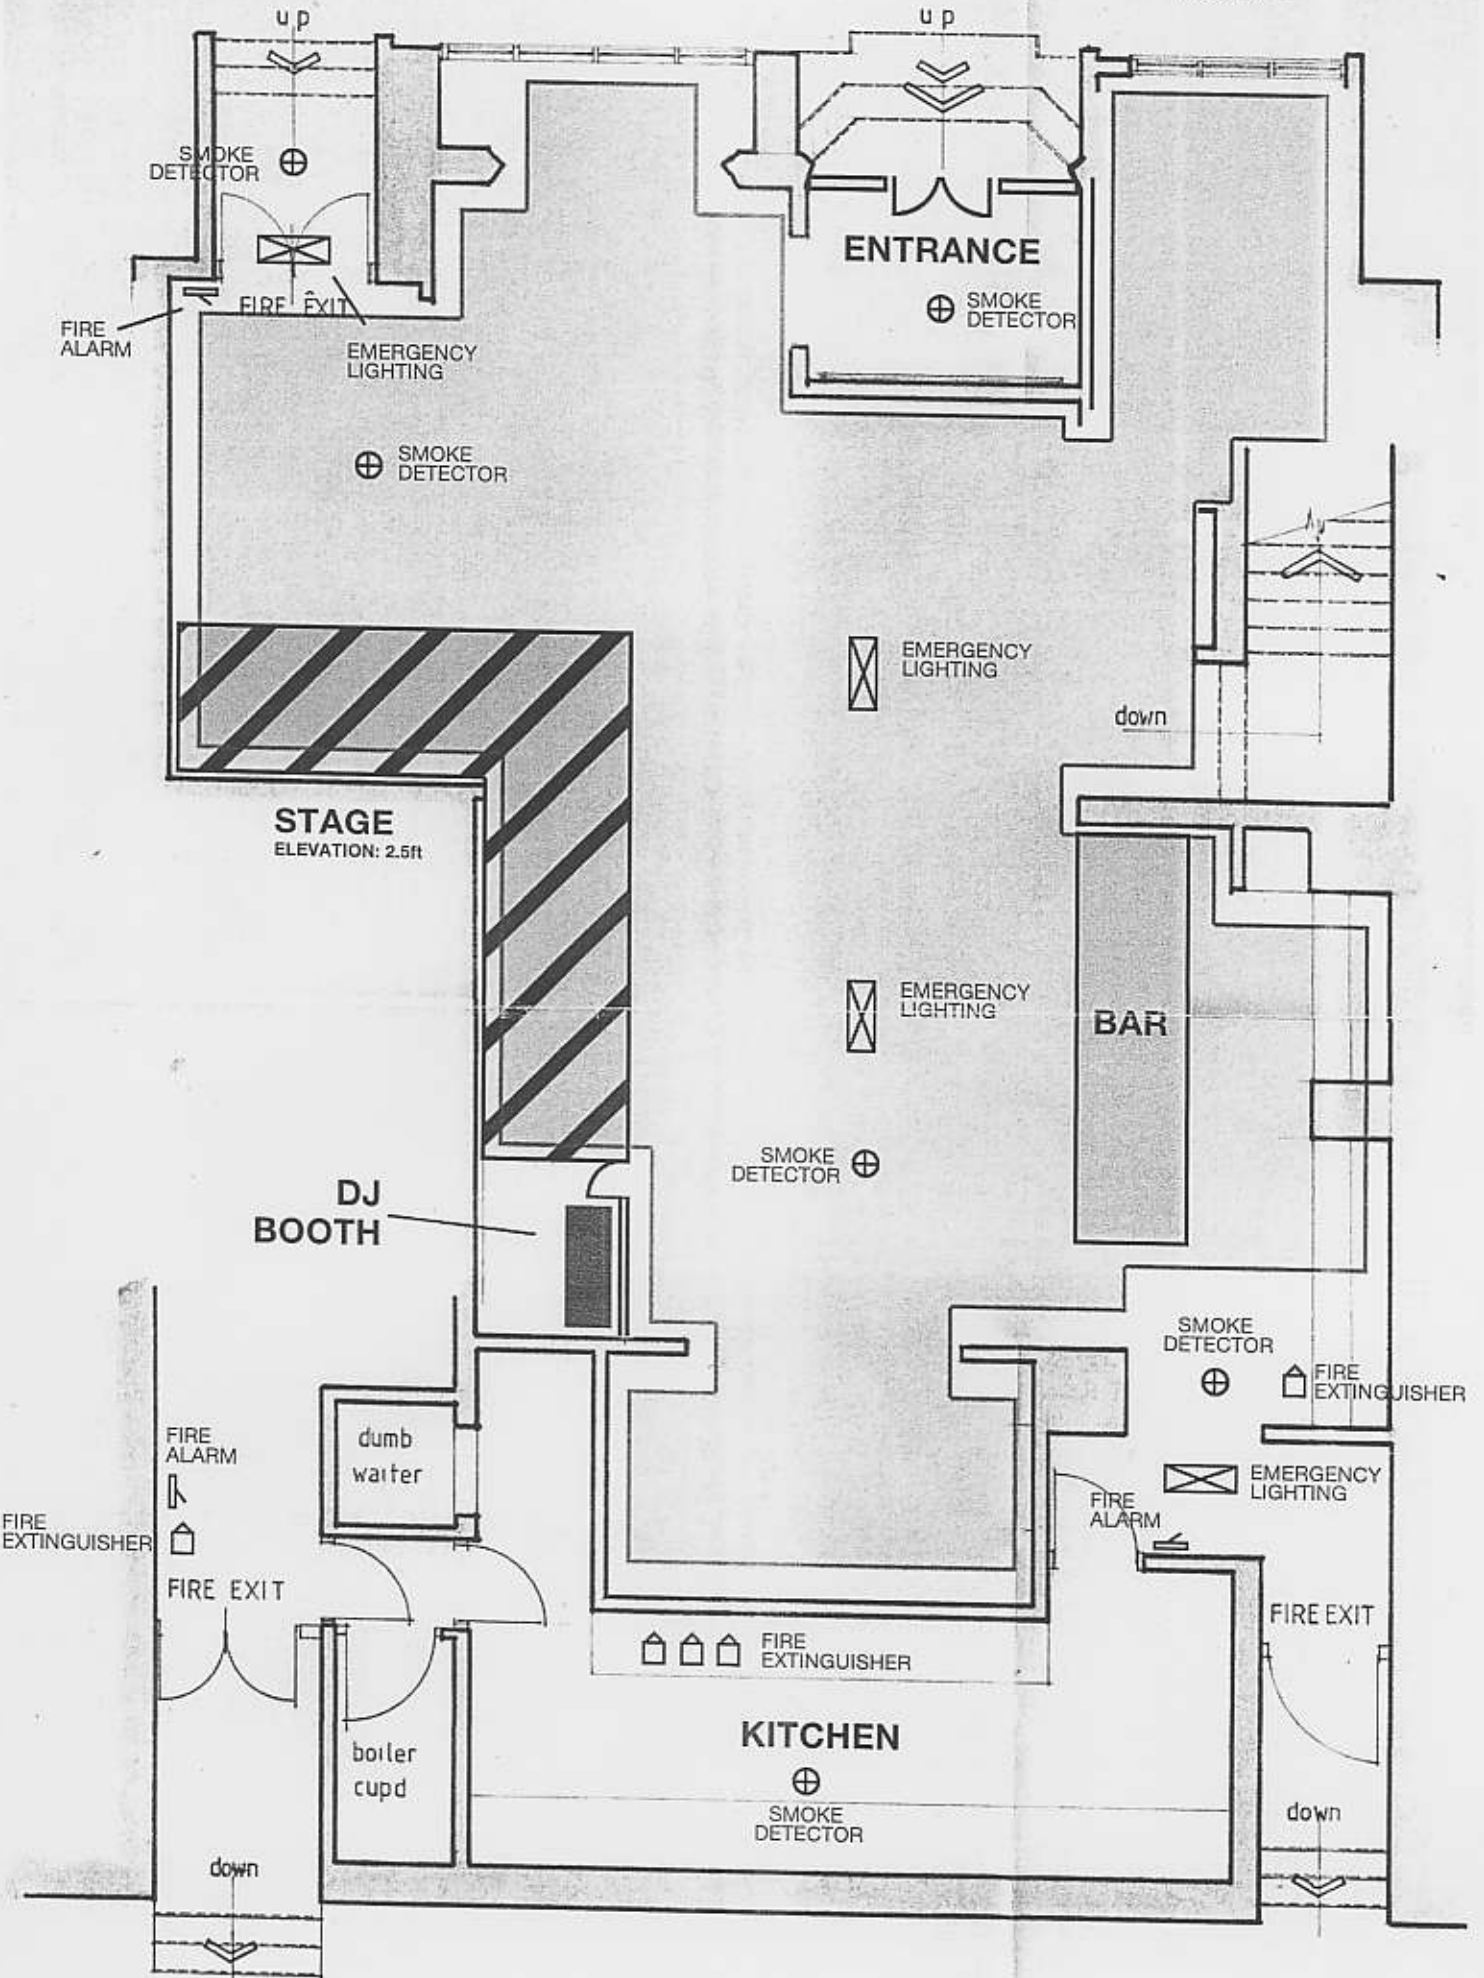 up
up
SMOKE
DETECTOR
ENTRANCE
SMOKE
DETECTOR
FIRE EXIT
FIRE
ALARM
EMERGENCY
LIGHTING
SMOKE
DETECTOR
EMERGENCY
LIGHTING
down
STAGE
ELEVATION: 2.5ft
EMERGENCY
LIGHTING
BAR
SMOKE
DETECTOR
DJ
BOOTH
SMOKE
DETECTOR
FIRE
EXTINGUISHER
dumb
waiter
FIRE
ALARM
EMERGENCY
LIGHTING
FIRE
ALARM
FIRE
EXTINGUISHER
FIRE EXIT
FIRE EXIT
FIRE
EXTINGUISHER
KITCHEN
boiler
cupd
SMOKE
DETECTOR
down
down